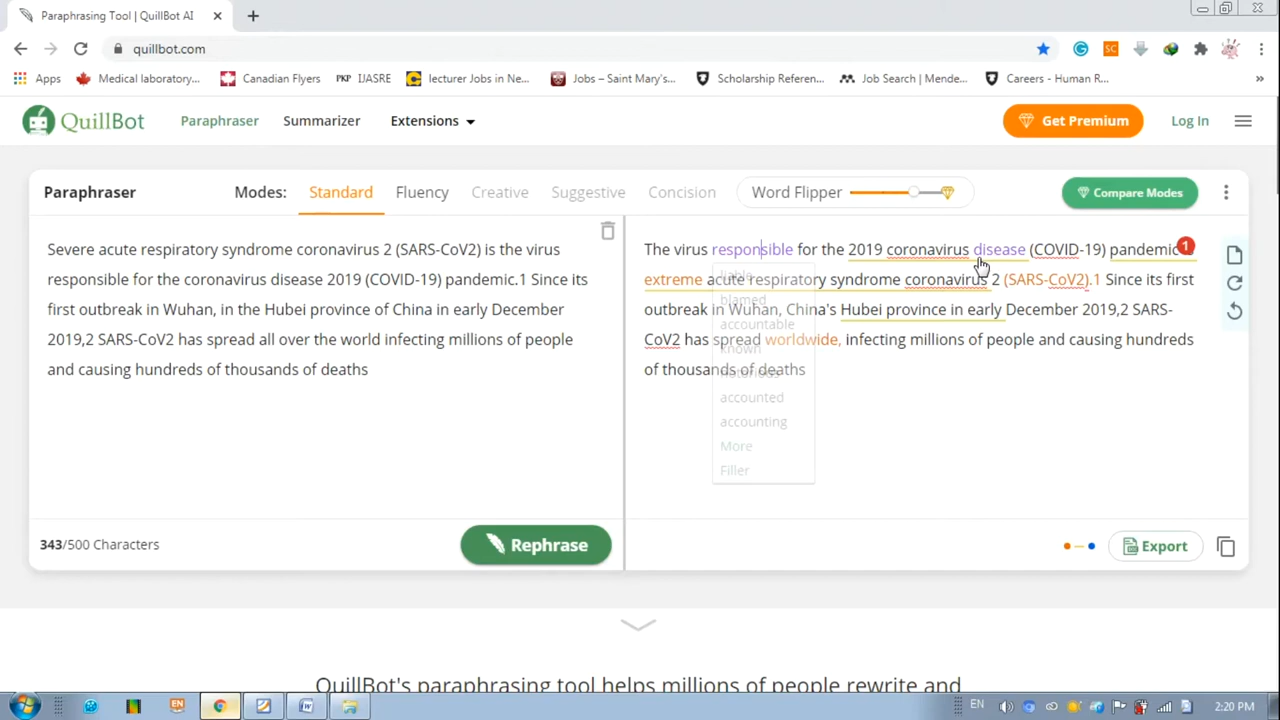 Paraphrasing Tool | QuillBot AI
quillbot.com
Apps Medical laboratory... Canadian Flyers PKP IJASRE lecturer Jobs in Ne... Jobs – Saint Mary's... Scholarship Referen... Job Search | Mende... Careers - Human R... »
QuillBot Paraphraser Summarizer Extensions Get Premium Log In
Paraphraser Modes: Standard Fluency Creative Suggestive Concision Word Flipper Compare Modes
Severe acute respiratory syndrome coronavirus 2 (SARS-CoV2) is the virus
responsible for the coronavirus disease 2019 (COVID-19) pandemic.1 Since its
first outbreak in Wuhan, in the Hubei province of China in early December
2019,2 SARS-CoV2 has spread all over the world infecting millions of people
and causing hundreds of thousands of deaths
The virus responsible for the 2019 coronavirus disease (COVID-19) pandemic
1
extreme acute respiratory syndrome coronavirus 2 (SARS-CoV2).1 Since its first
outbreak in Wuhan, China's Hubei province in early December 2019,2 SARS-
CoV2 has spread worldwide, infecting millions of people and causing hundreds
of thousands of deaths
liable
blamed
accountable
known
notorious
accounted
accounting
More
Filler
343/500 Characters
Rephrase
Export
QuillBot's paraphrasing tool helps millions of people rewrite and
SC
EN
2:20 PM